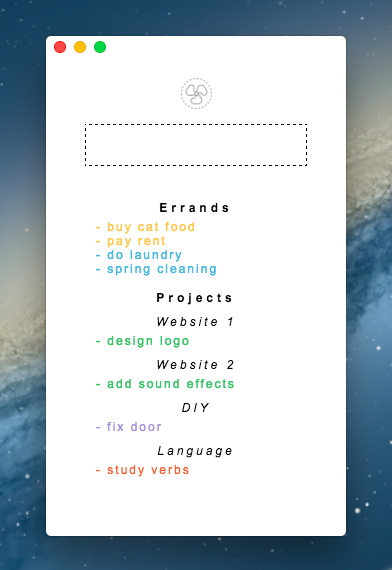 Errands
- buy cat food
- pay rent
- do laundry
- spring cleaning
Projects
Website 1
- design logo
Website 2
- add sound effects
DIY
- fix door
Language
- study verbs